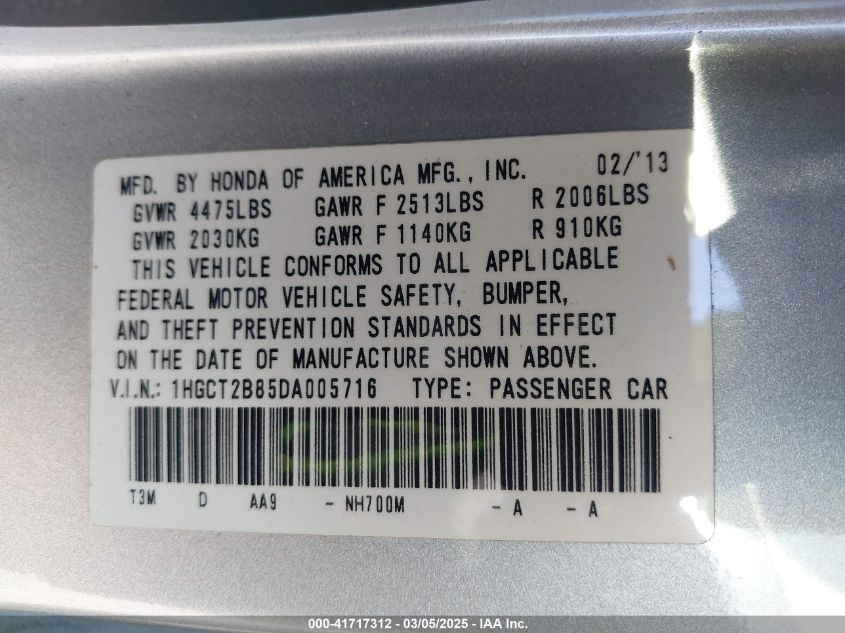 MFD. BY HONDA OF AMERICA MFG., INC. 02/'13
GVWR 4475LBS GAWR F 2513LBS R 2006LBS
GVWR 2030KG GAWR F 1140KG R 910KG
THIS VEHICLE CONFORMS TO ALL APPLICABLE
FEDERAL MOTOR VEHICLE SAFETY, BUMPER,
AND THEFT PREVENTION STANDARDS IN EFFECT
ON THE DATE OF MANUFACTURE SHOWN ABOVE.
V.I.N.: 1HGCT2B85DA005716 TYPE: PASSENGER CAR
T3M D AA9 - NH700M - A - A
000-41717312 - 03/05/2025 - IAA Inc.